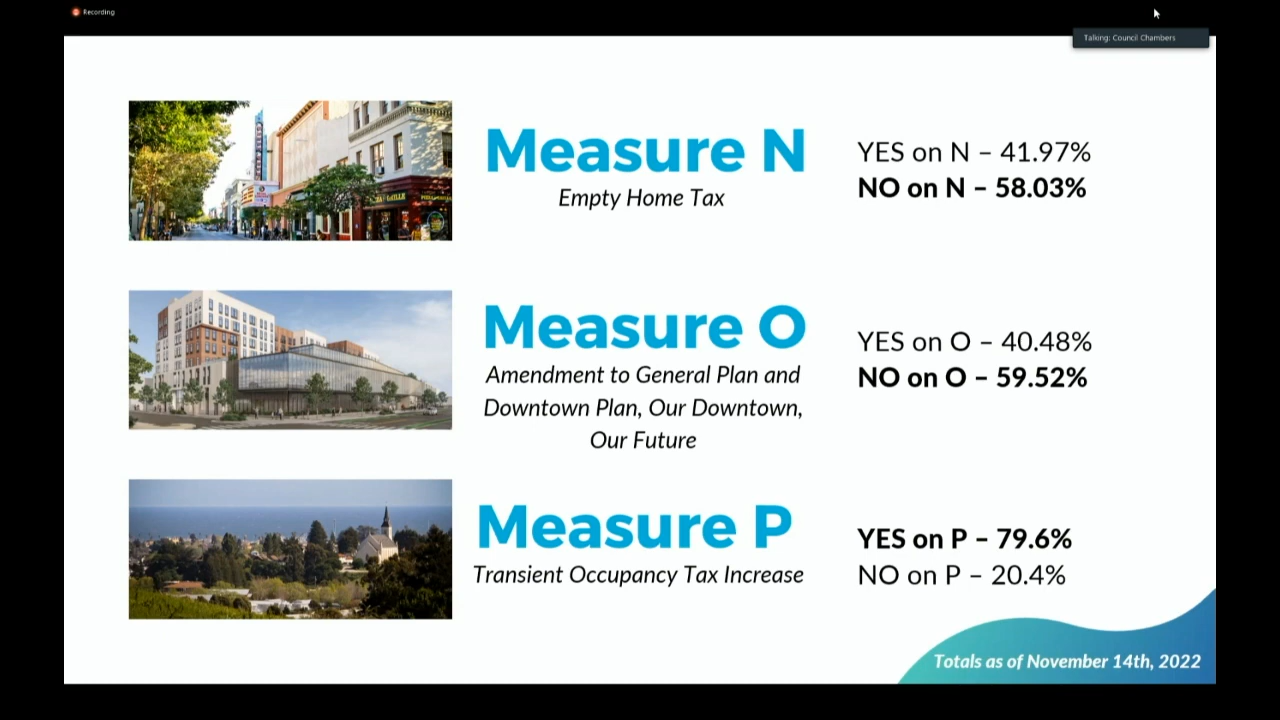 Recording
Talking: Council Chambers
Measure N
Empty Home Tax
YES on N – 41.97%
NO on N – 58.03%
Measure O
Amendment to General Plan and
Downtown Plan, Our Downtown,
Our Future
YES on O – 40.48%
NO on O – 59.52%
Measure P
Transient Occupancy Tax Increase
YES on P – 79.6%
NO on P – 20.4%
Totals as of November 14th, 2022